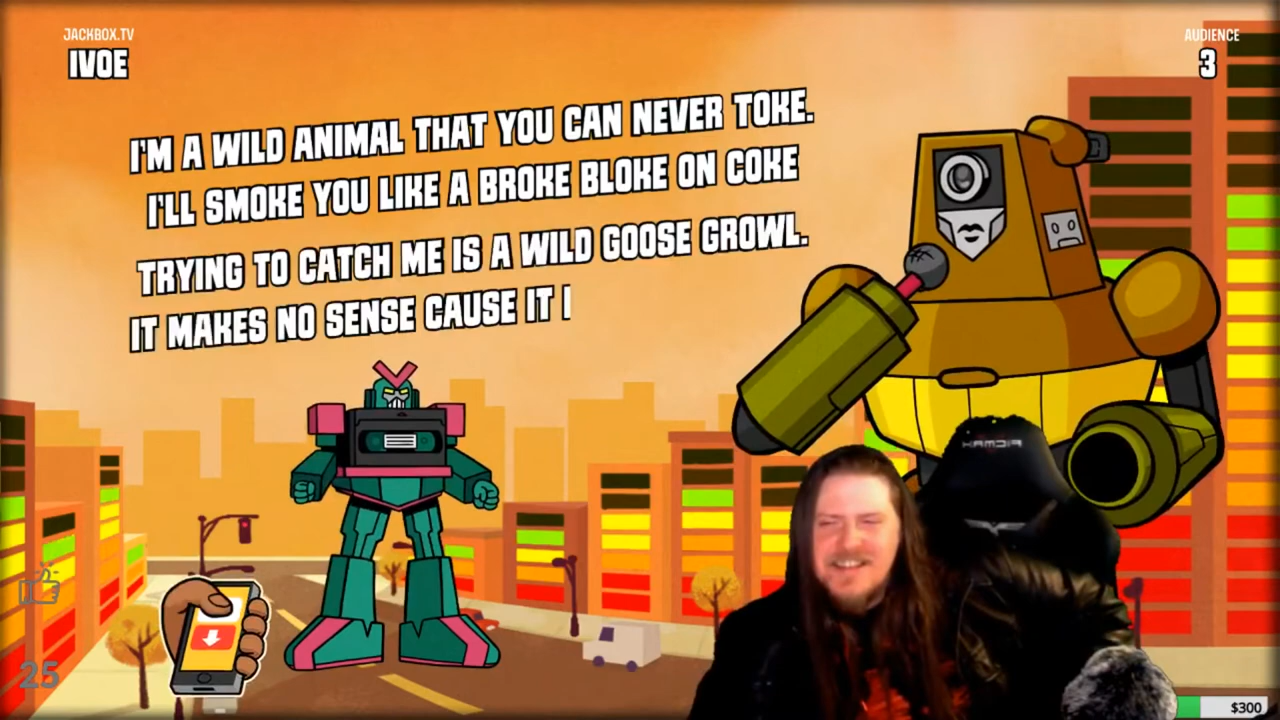 JACKBOX.TV
IVOE
AUDIENCE
3
I'M A WILD ANIMAL THAT YOU CAN NEVER TOKE.
I'LL SMOKE YOU LIKE A BROKE BLOKE ON COKE
TRYING TO CATCH ME IS A WILD GOOSE GROWL.
IT MAKES NO SENSE CAUSE IT I
25
$300